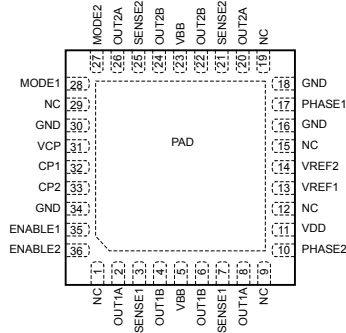 MODE2
OUT2A
SENSE2
OUT2B
VBB
OUT2B
SENSE2
OUT2A
NC
27
26
25
24
23
22
21
20
19
MODE1 28
NC 29
GND 30
VCP 31
CP1 32
CP2 33
GND 34
ENABLE1 35
ENABLE2 36
PAD
18 GND
17 PHASE1
16 GND
15 NC
14 VREF2
13 VREF1
12 NC
11 VDD
10 PHASE2
1
2
3
4
5
6
7
8
9
NC
OUT1A
SENSE1
OUT1B
VBB
OUT1B
SENSE1
OUT1A
NC